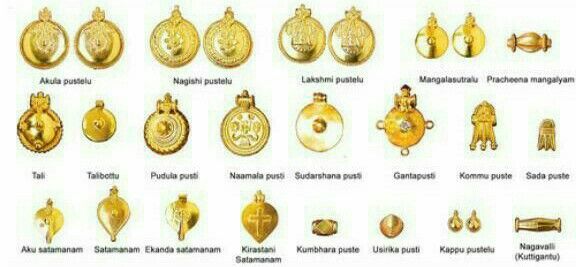 Akula pustelu Nagishi pustelu Lakshmi pustelu Mangalasutralu Pracheena mangalyam
Tali Talibottu Pudula pusti Naamala pusti Sudarshana pusti Gantapusti Kommu puste Sada puste
Aku satamanam Satamanam Ekanda satamanam Kirastani Satamanam Kumbhara puste Usirika pusti Kappu pustelu Nagavalli (Kuttigantu)